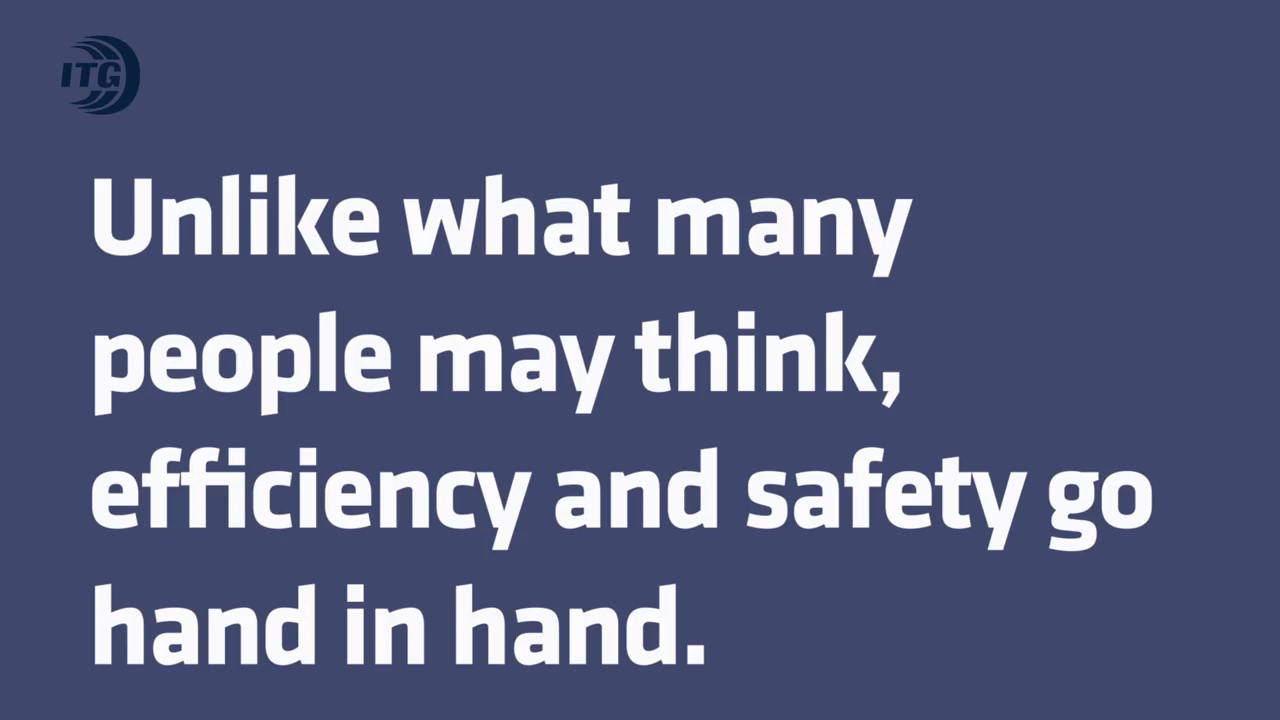 ITG
Unlike what many
people may think,
efficiency and safety go
hand in hand.